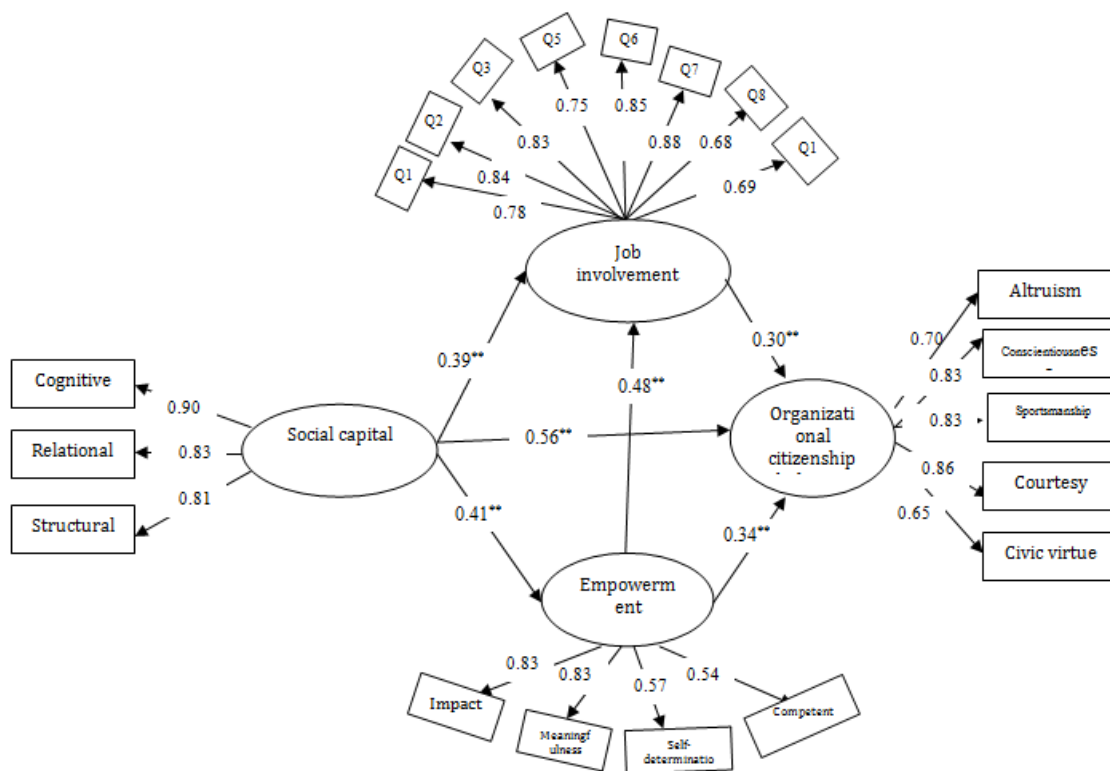 Q5
Q6
Q3
Q7
Q8
Q2
Q1
Q1
0.75
0.85
0.83
0.88
0.68
0.84
0.69
0.78
Job
involvement
0.39**
0.30**
0.48**
Cognitive
Relational
Structural
0.90
0.83
0.81
Social capital
0.56**
0.41**
0.34**
Organizati
onal
citizenship
Altruism
Conscientiousnes
Sportsmanship
Courtesy
Civic virtue
0.70
0.83
0.83
0.86
0.65
Empowerm
ent
0.83
0.83
0.57
0.54
Impact
Meaningf
ulness
Self-
determinatio
Competent